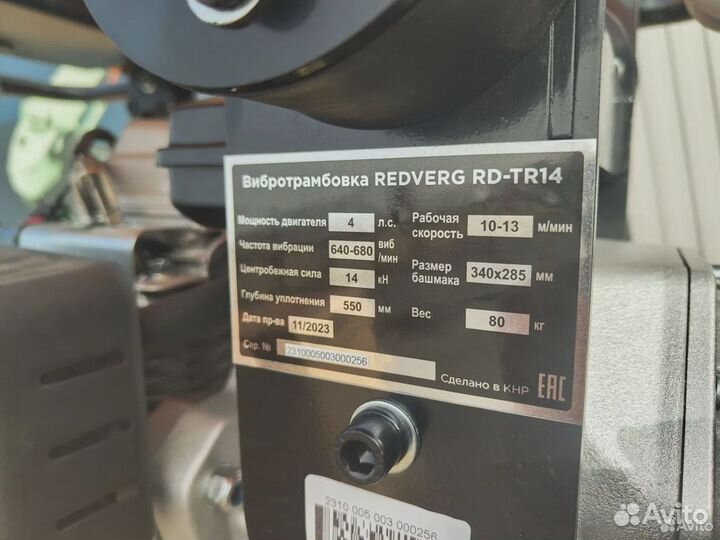 Вибротрамбовка REDVERG RD-TR14
Мощность двигателя 4 л.с.
Частота вибрации 640-680 виб/мин
Центробежная сила 14 кН
Глубина уплотнения 550 мм
Дата пр-ва 11/2023
Рабочая скорость 10-13 м/мин
Размер башмака 340x285 мм
Вес 80 кг
Сер. № 2310005003000256
Сделано в КНР EAC
2310 005 003 000256
Avito